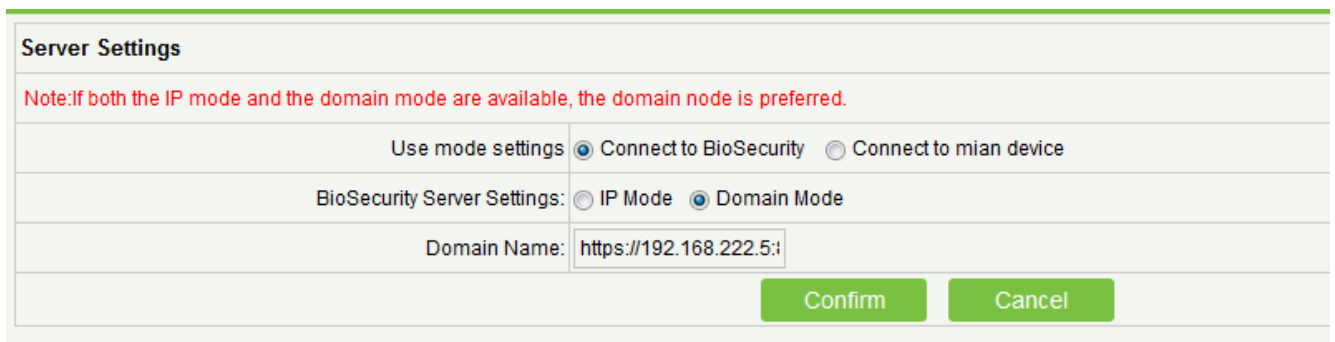 Server Settings
Note:If both the IP mode and the domain mode are available, the domain node is preferred.
Use mode settings Connect to BioSecurity Connect to mian device
BioSecurity Server Settings: IP Mode Domain Mode
Domain Name: https://192.168.222.5:
Confirm Cancel